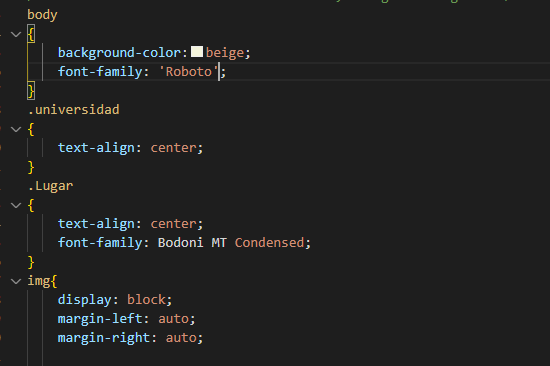 body
{
background-color: beige;
font-family: 'Roboto';
}
.universidad
{
text-align: center;
}
.Lugar
{
text-align: center;
font-family: Bodoni MT Condensed;
}
img{
display: block;
margin-left: auto;
margin-right: auto;